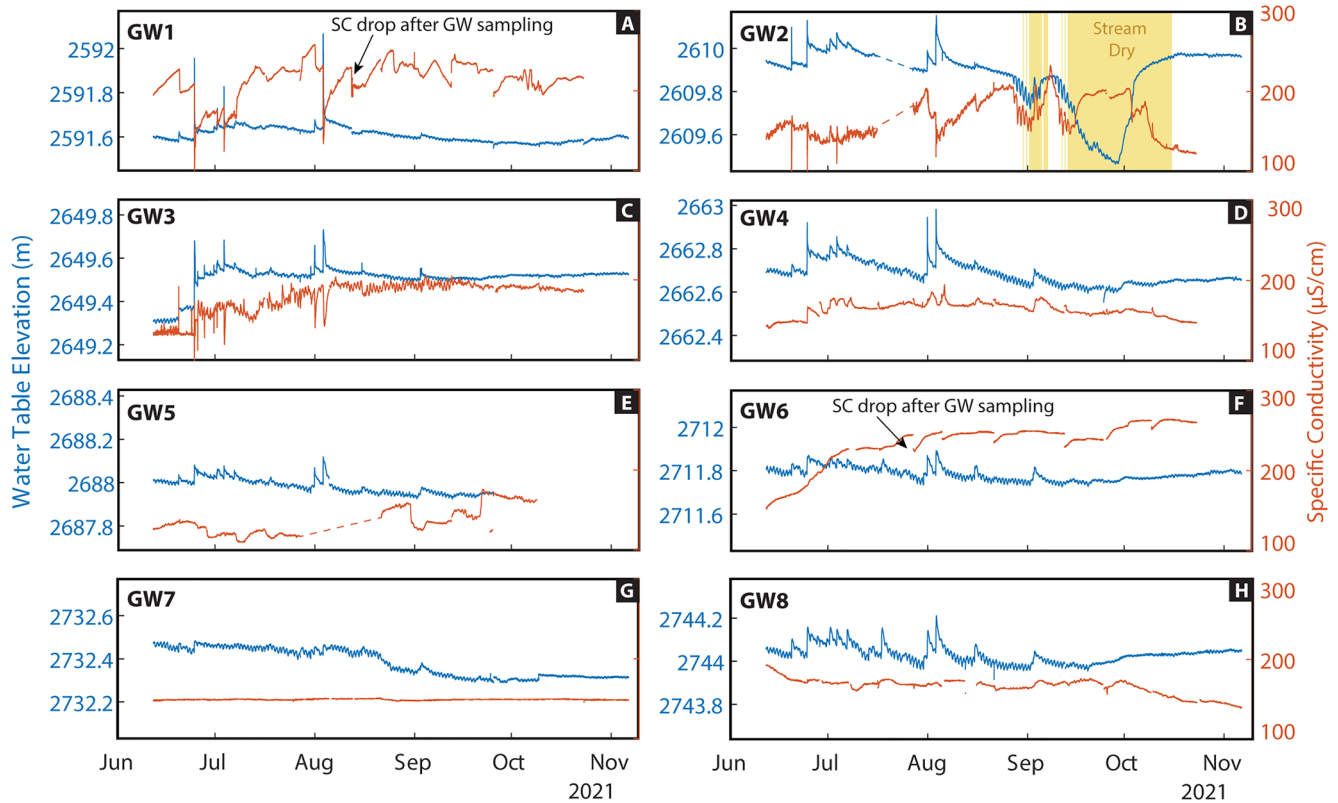 SC drop after GW sampling
GW1
A
2592
2591.8
2591.6
GW2
B
Stream
Dry
2610
2609.8
2609.6
300
200
100
GW3
C
2649.8
2649.6
2649.4
2649.2
GW4
D
2663
2662.8
2662.6
2662.4
300
200
100
Water Table Elevation (m)
Specific Conductivity (µS/cm)
GW5
E
2688.4
2688.2
2688
2687.8
GW6
F
SC drop after GW sampling
2712
2711.8
2711.6
300
200
100
GW7
G
2732.6
2732.4
2732.2
GW8
H
2744.2
2744
2743.8
300
200
100
Jun Jul Aug Sep Oct Nov
2021
Jun Jul Aug Sep Oct Nov
2021